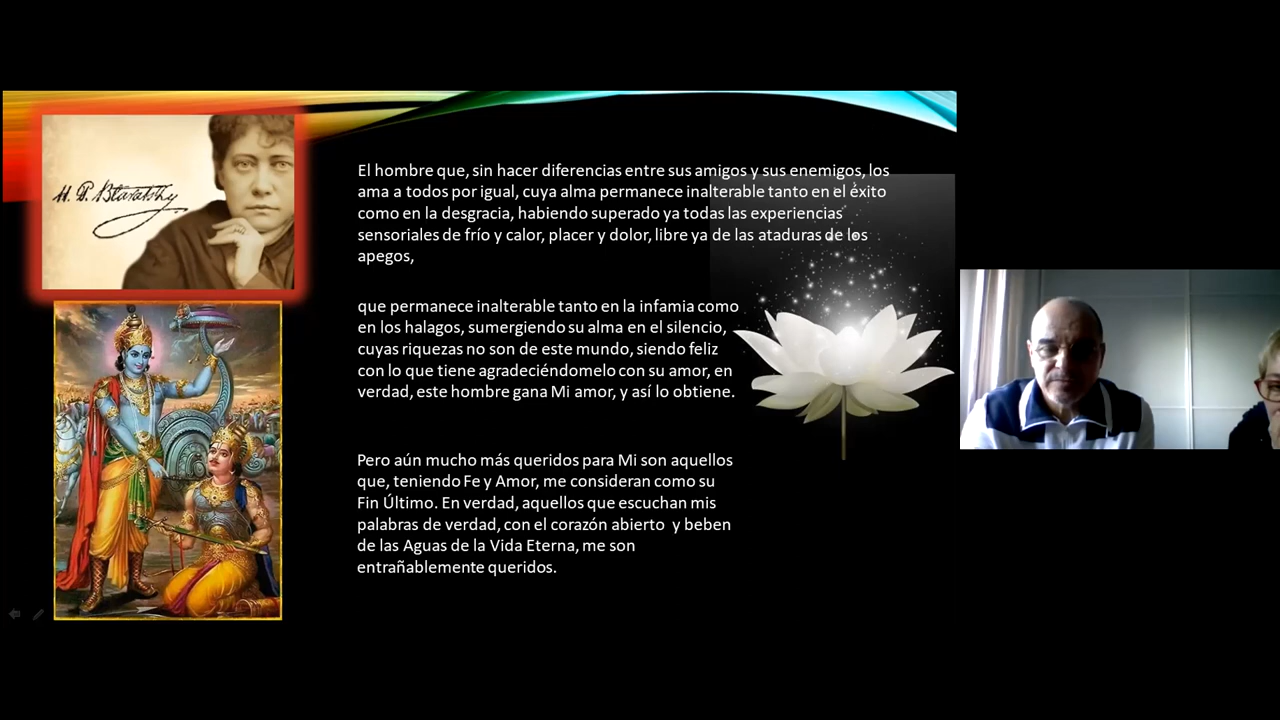 H. P. Blavatsky
El hombre que, sin hacer diferencias entre sus amigos y sus enemigos, los
ama a todos por igual, cuya alma permanece inalterable tanto en el éxito
como en la desgracia, habiendo superado ya todas las experiencias
sensoriales de frío y calor, placer y dolor, libre ya de las ataduras de los
apegos,
que permanece inalterable tanto en la infamia como
en los halagos, sumergiendo su alma en el silencio,
cuyas riquezas no son de este mundo, siendo feliz
con lo que tiene agradeciéndomelo con su amor, en
verdad, este hombre gana Mi amor, y así lo obtiene.
Pero aún mucho más queridos para Mi son aquellos
que, teniendo Fe y Amor, me consideran como su
Fin Último. En verdad, aquellos que escuchan mis
palabras de verdad, con el corazón abierto  y beben
de las Aguas de la Vida Eterna, me son
entrañablemente queridos.